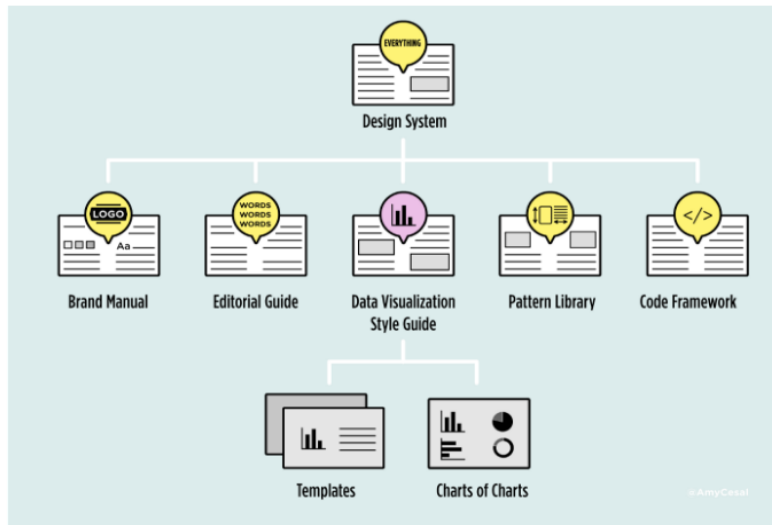 EVERYTHING
Design System
LOGO
Aa
WORDS
WORDS
WORDS
</>
Brand Manual
Editorial Guide
Data Visualization
Style Guide
Pattern Library
Code Framework
Templates
Charts of Charts
@AmyCesal